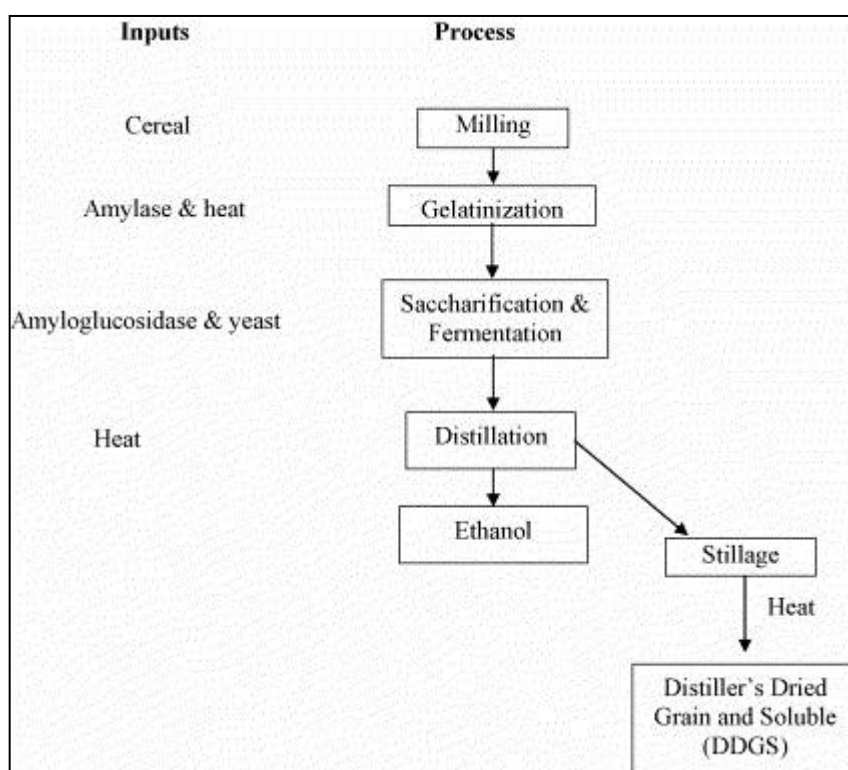 Inputs
Process
Cereal
Milling
Amylase & heat
Gelatinization
Amyloglucosidase & yeast
Saccharification &
Fermentation
Heat
Distillation
Ethanol
Stillage
Heat
Distiller`s Dried
Grain and Soluble
(DDGS)